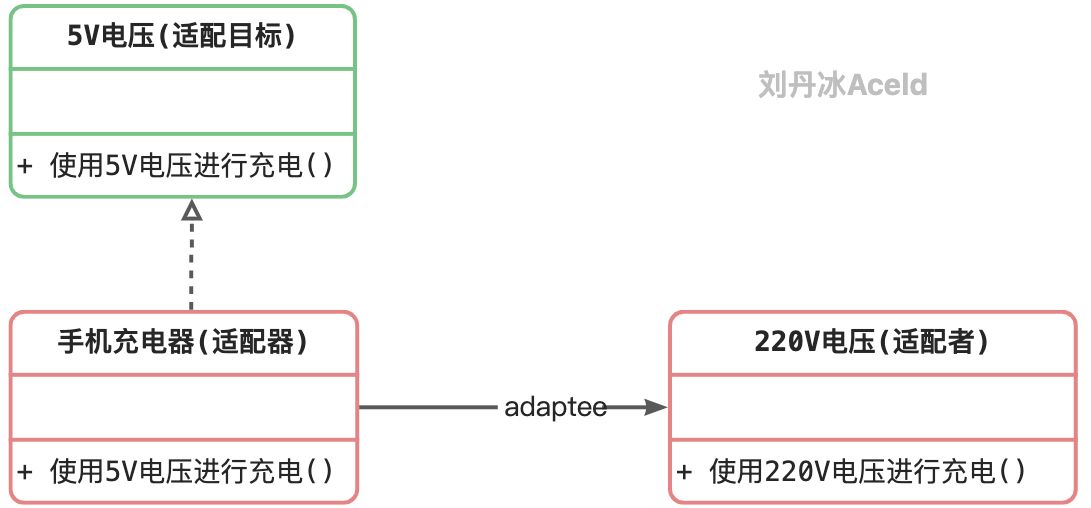 5V电压(适配目标)
刘丹冰Aceld
+ 使用5V电压进行充电()
手机充电器(适配器)
220V电压(适配者)
adaptee
+ 使用5V电压进行充电()
+ 使用220V电压进行充电()